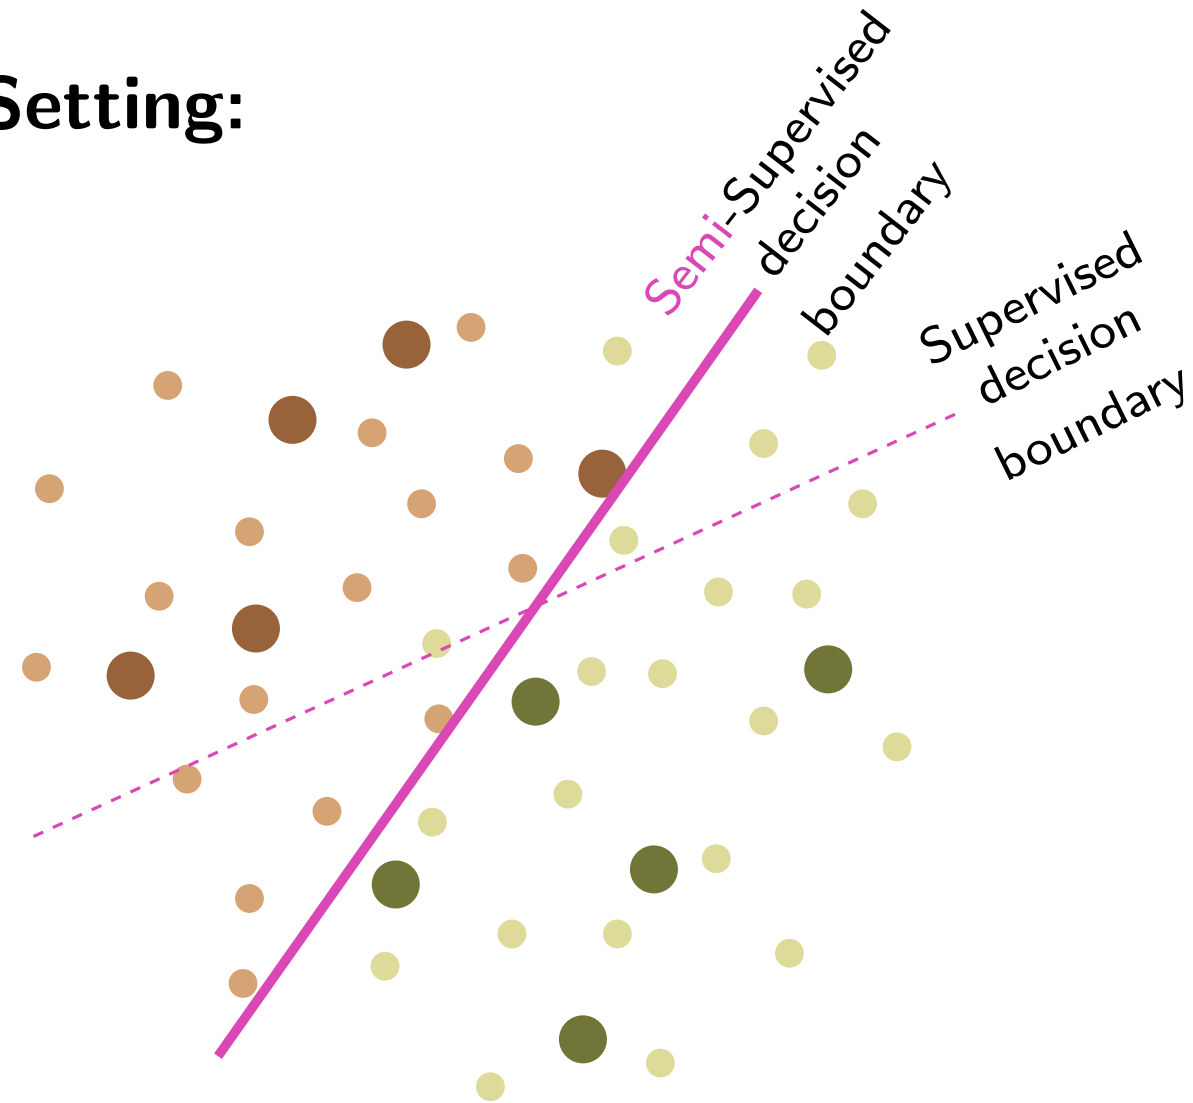 Setting:
Semi-Supervised
decision
boundary
Supervised
decision
boundary